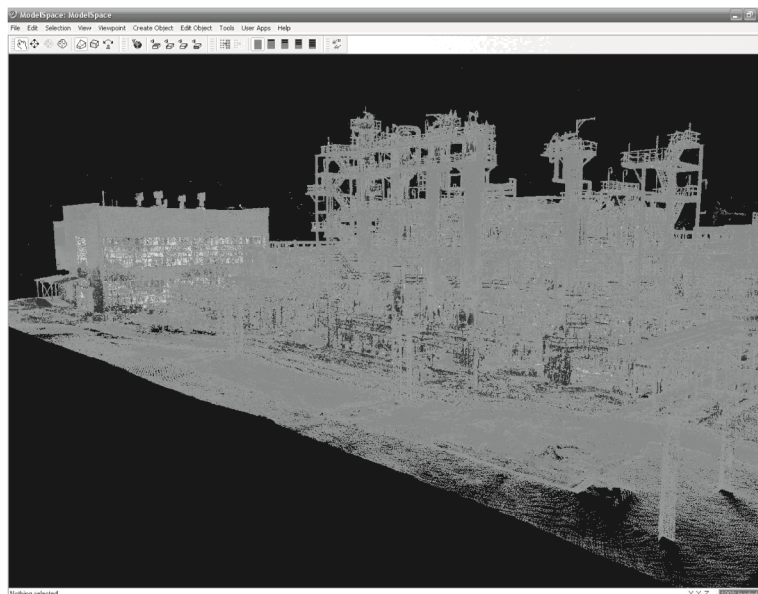 ModelSpace: ModelSpace
File Edit Selection View Viewpoint Create Object Edit Object Tools User Apps Help
Nothing selected
X Y Z